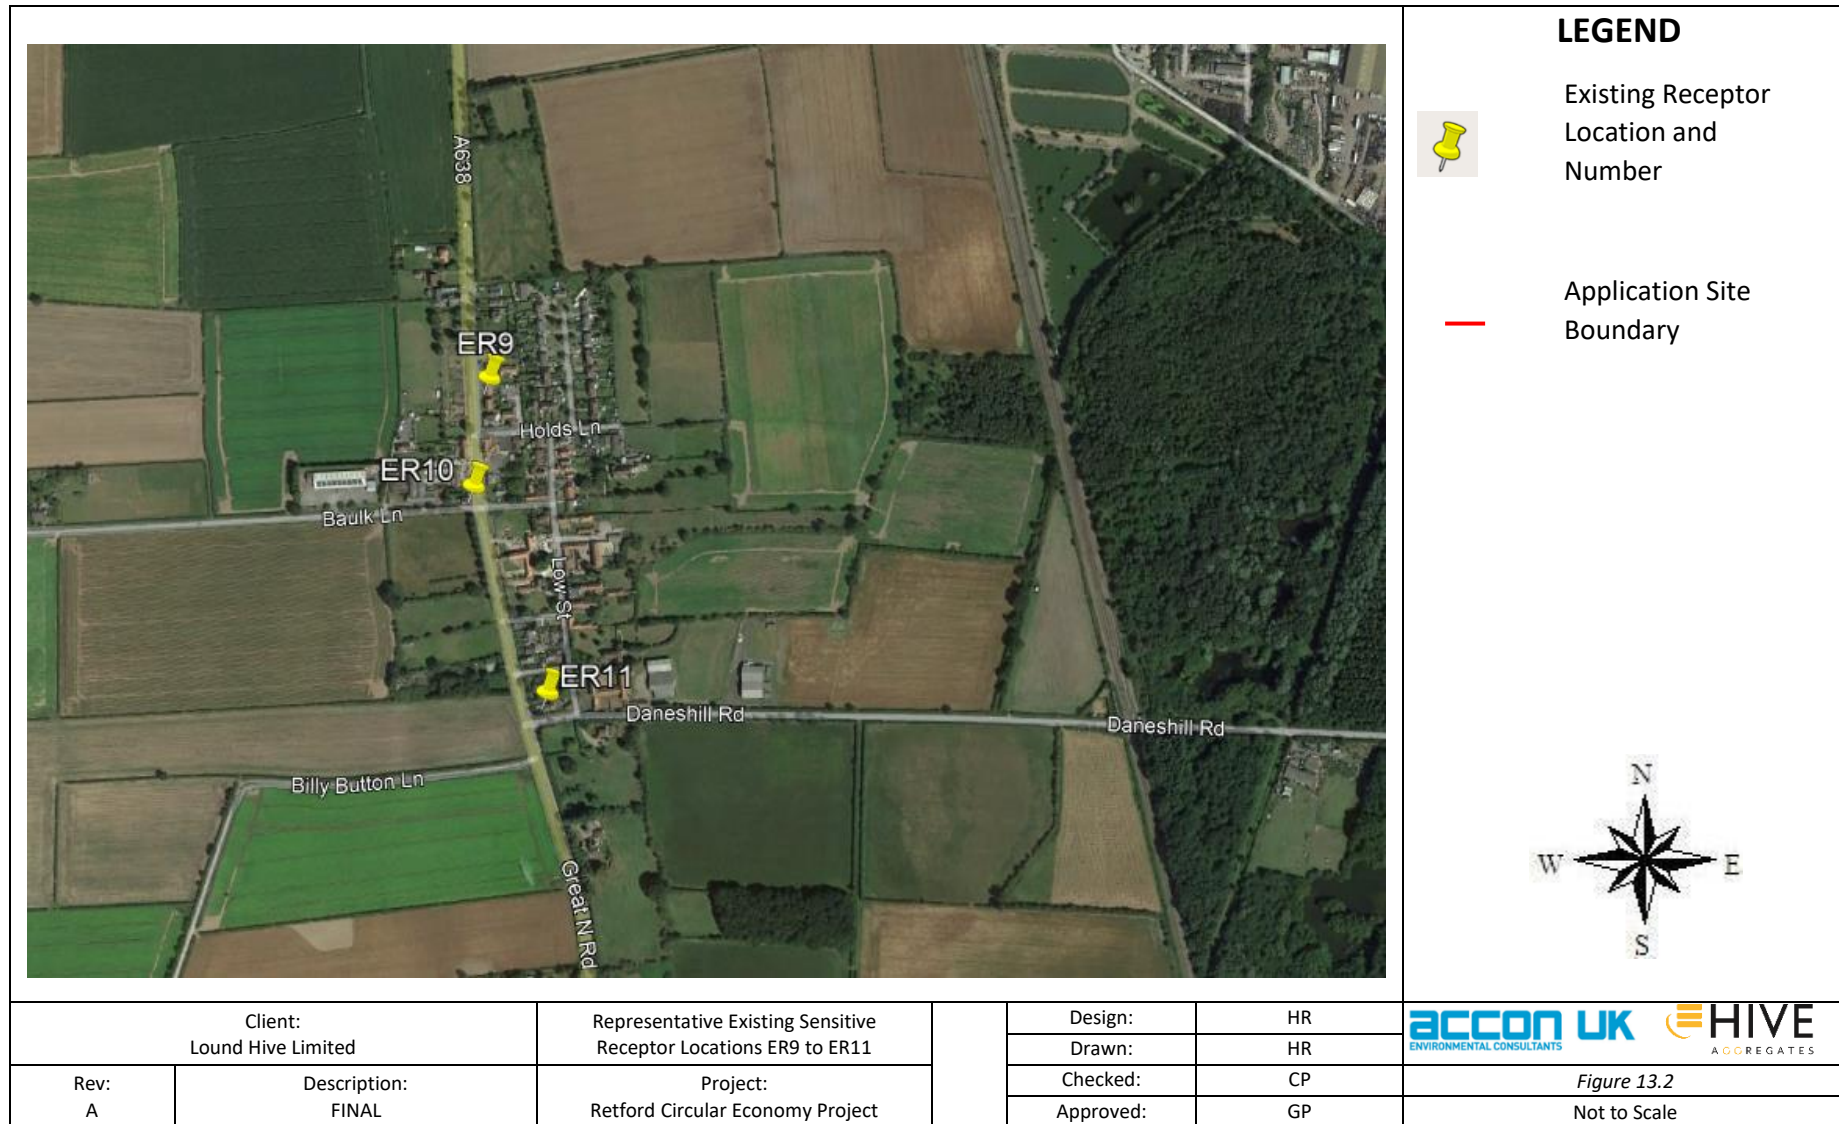 LEGEND
Existing Receptor
Location and
Number
Application Site
Boundary
N
W
E
S
A638
ER9
Holds Ln
ER10
Baulk Ln
Low St
ER11
Daneshill Rd
Daneshill Rd
Billy Button Ln
Great N Rd
Client:
Lound Hive Limited
Representative Existing Sensitive
Receptor Locations ER9 to ER11
Rev:
A
Description:
FINAL
Project:
Retford Circular Economy Project
Design:
HR
Drawn:
HR
Checked:
CP
Approved:
GP
accon UK
ENVIRONMENTAL CONSULTANTS
HIVE
AGGREGATES
Figure 13.2
Not to Scale